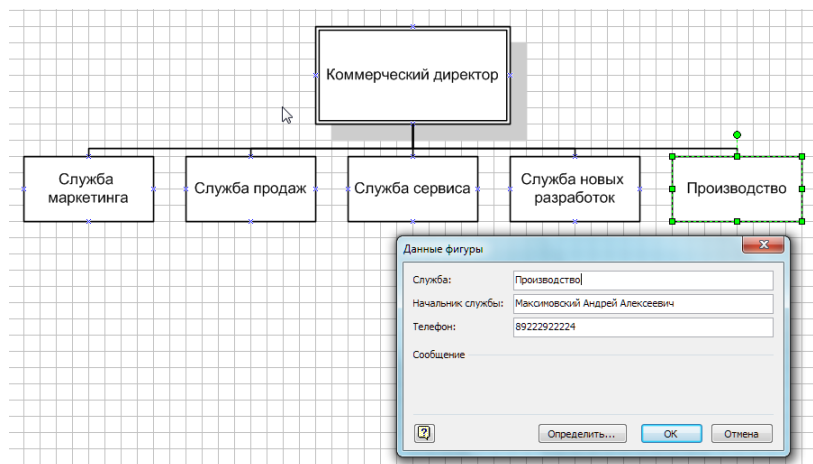 Коммерческий директор
Служба
маркетинга
Служба продаж
Служба сервиса
Служба новых
разработок
Производство
Данные фигуры
Служба: Производство
Начальник службы: Максимовский Андрей Алексеевич
Телефон: 89222922224
Сообщение
Определить... ОК Отмена